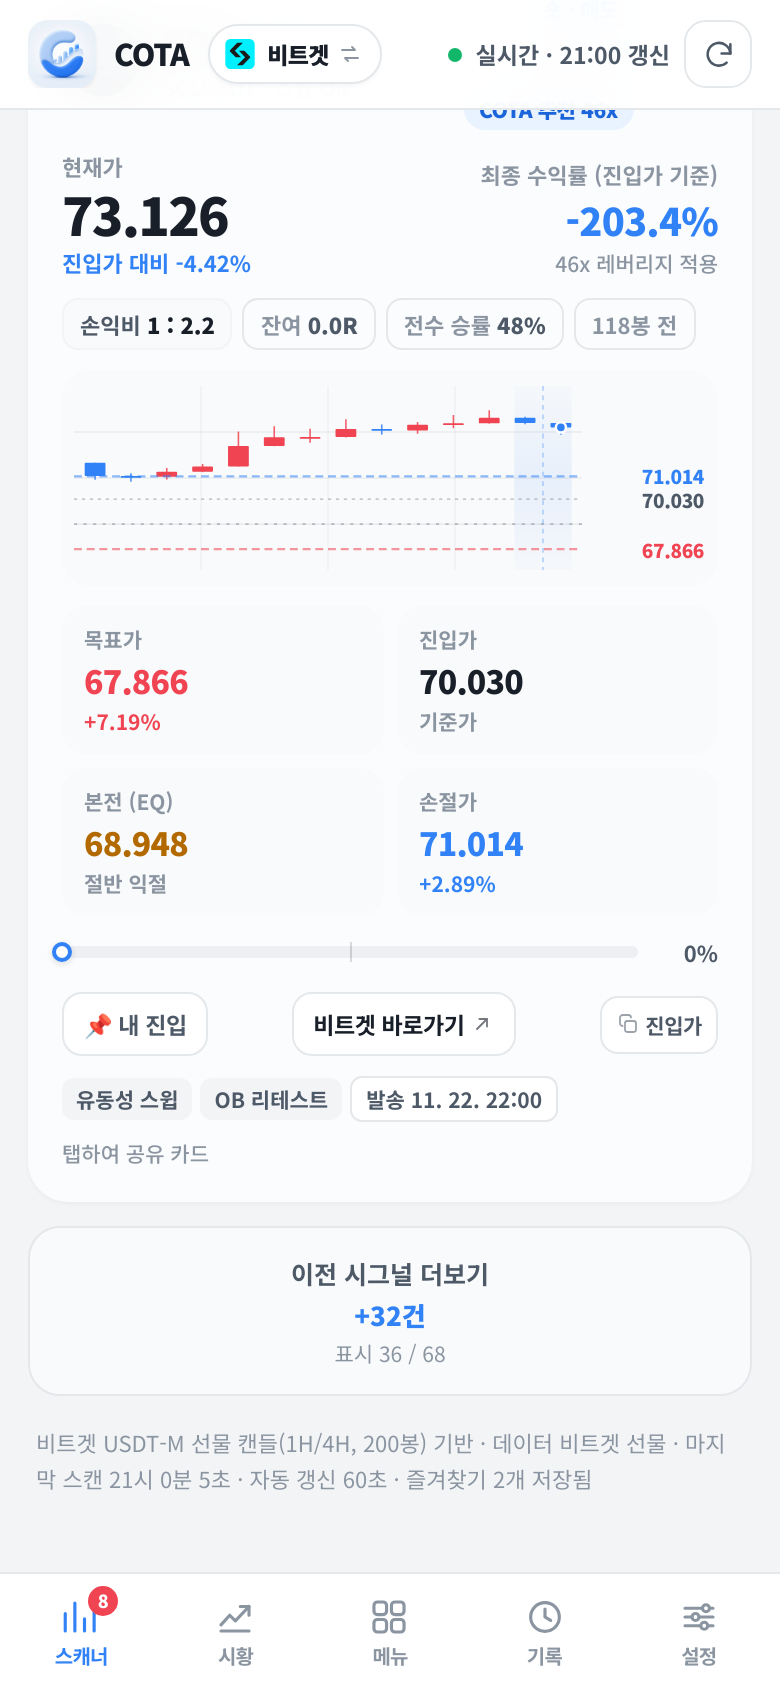 COTA
비트겟
실시간 · 21:00 갱신
COTA 추천 46x
현재가
73.126
진입가 대비 -4.42%
최종 수익률 (진입가 기준)
-203.4%
46x 레버리지 적용
손익비 1 : 2.2
잔여 0.0R
전수 승률 48%
118봉 전
71.014
70.030
67.866
목표가
67.866
+7.19%
진입가
70.030
기준가
본전 (EQ)
68.948
절반 익절
손절가
71.014
+2.89%
0%
📌 내 진입
비트겟 바로가기
진입가
유동성 스윕
OB 리테스트
발송 11. 22. 22:00
탭하여 공유 카드
이전 시그널 더보기
+32건
표시 36 / 68
비트겟 USDT-M 선물 캔들(1H/4H, 200봉) 기반 · 데이터 비트겟 선물 · 마지
막 스캔 21시 0분 5초 · 자동 갱신 60초 · 즐겨찾기 2개 저장됨
8
스캐너
시황
메뉴
기록
설정